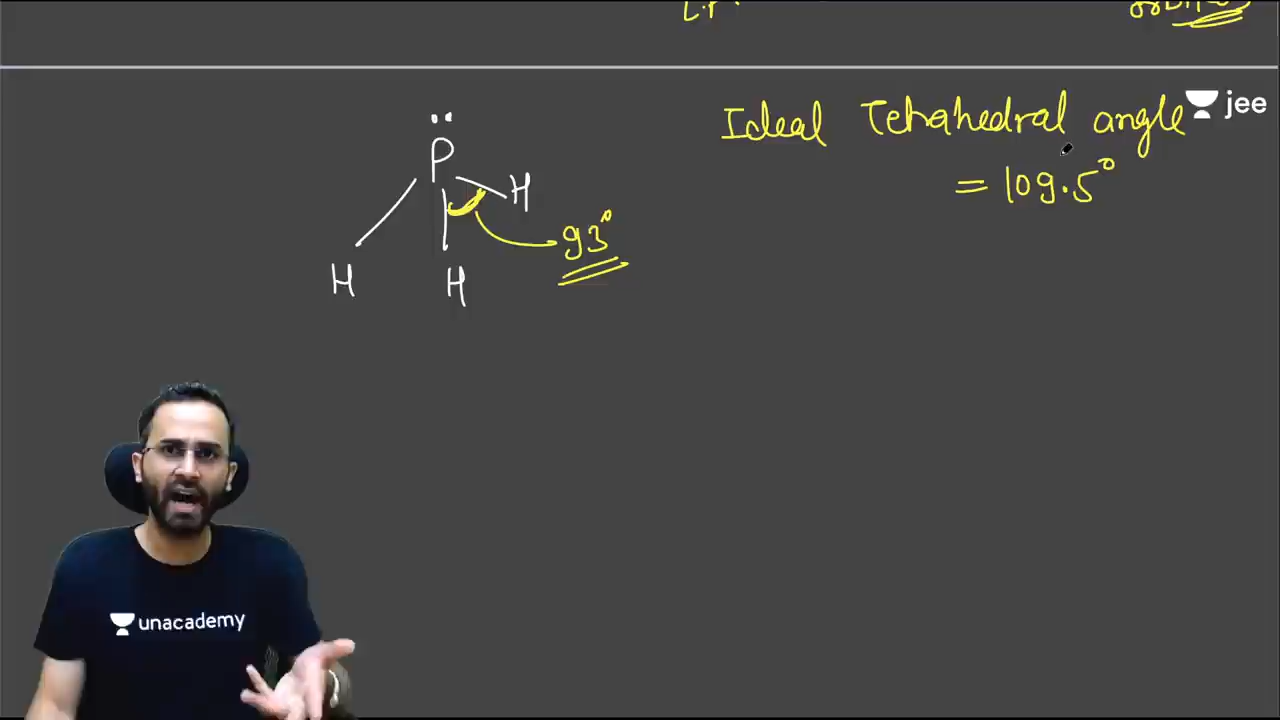 L.P.
Ideal Tetrahedral angle
= 109.5°
jee
P
H
93°
H
H
unacademy